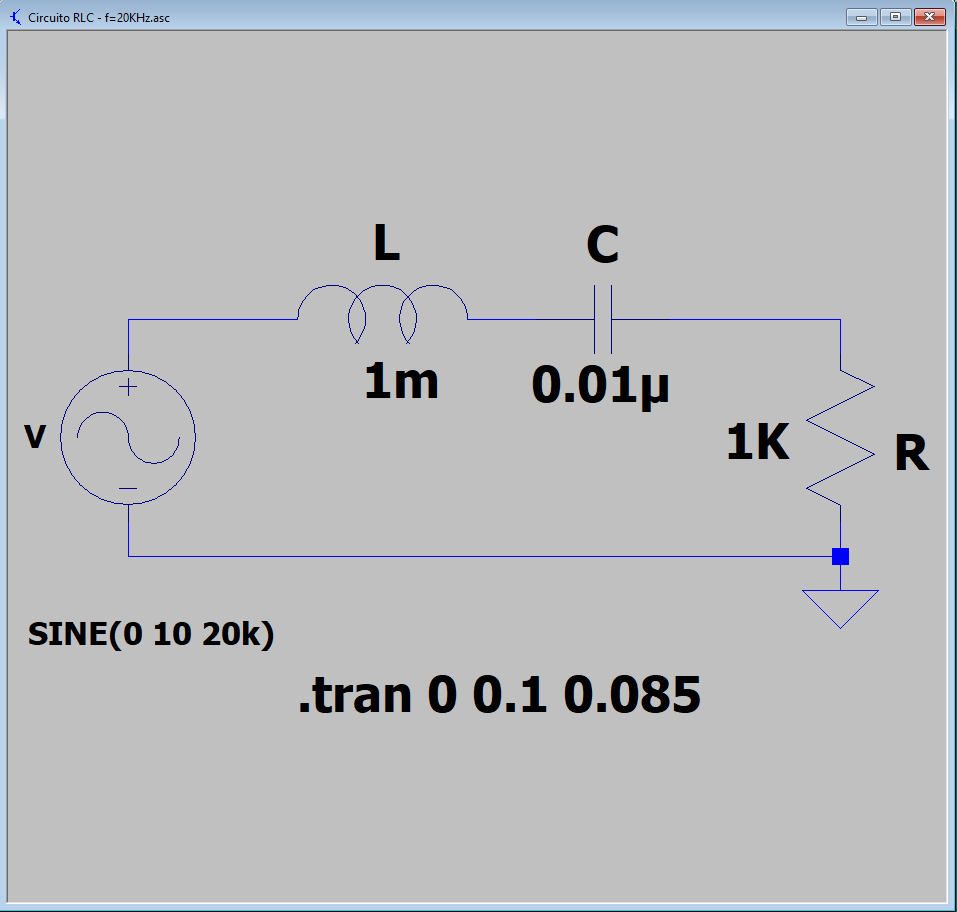 Circuito RLC - f=20KHz.asc
L
C
1m
0.01µ
V
1K
R
SINE(0 10 20k)
.tran 0 0.1 0.085